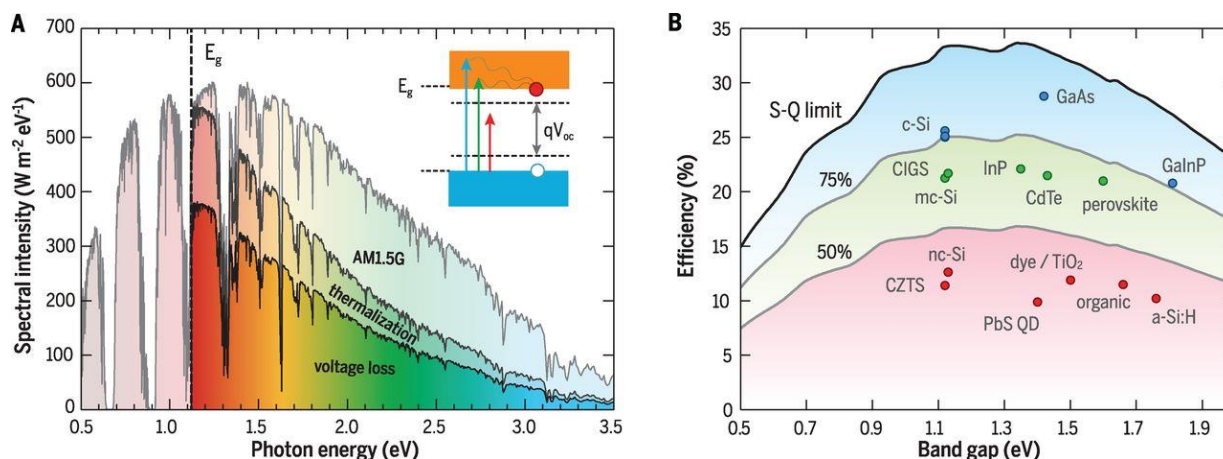 A
700
600
500
400
300
200
100
0
Spectral intensity (W m⁻² eV⁻¹)
E_g
E_g
qV_oc
AM1.5G
thermalization
voltage loss
0.5 1.0 1.5 2.0 2.5 3.0 3.5
Photon energy (eV)
B
35
30
25
20
15
10
5
0
Efficiency (%)
S-Q limit
GaAs
c-Si
75%
CIGS
mc-Si
InP
CdTe
perovskite
GaInP
50%
nc-Si
CZTS
dye / TiO₂
PbS QD
organic
a-Si:H
0.5 0.7 0.9 1.1 1.3 1.5 1.7 1.9
Band gap (eV)